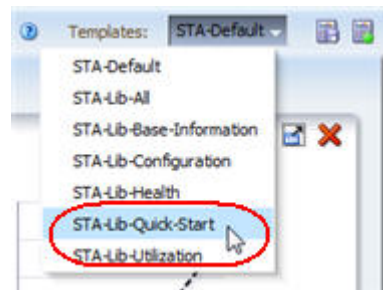 Templates: STA-Default
STA-Default
STA-Lib-All
STA-Lib-Base-Information
STA-Lib-Configuration
STA-Lib-Health
STA-Lib-Quick-Start
STA-Lib-Utilization